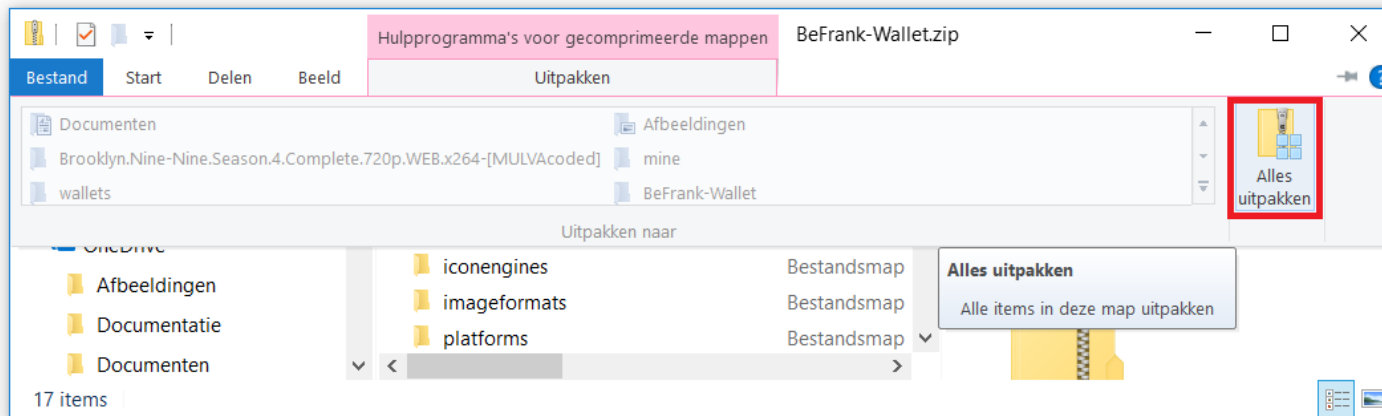 Hulpprogramma's voor gecomprimeerde mappen
BeFrank-Wallet.zip
Bestand
Start
Delen
Beeld
Uitpakken
Documenten
Afbeeldingen
Brooklyn.Nine-Nine.Season.4.Complete.720p.WEB.x264-[MULVAcoded]
mine
wallets
BeFrank-Wallet
Alles
uitpakken
Uitpakken naar
OneDrive
Afbeeldingen
Documentatie
Documenten
iconengines
Bestandsmap
imageformats
Bestandsmap
platforms
Bestandsmap
Alles uitpakken
Alle items in deze map uitpakken
17 items